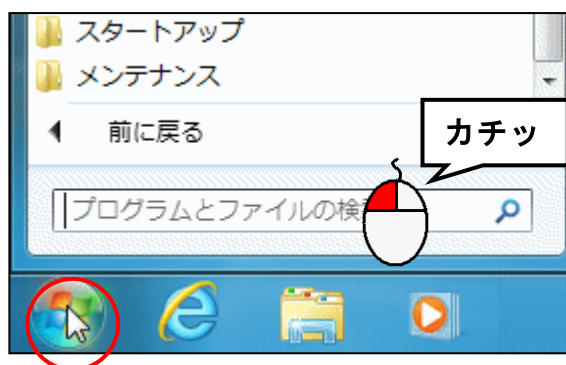 スタートアップ
メンテナンス
前に戻る
カチッ
プログラムとファイルの検